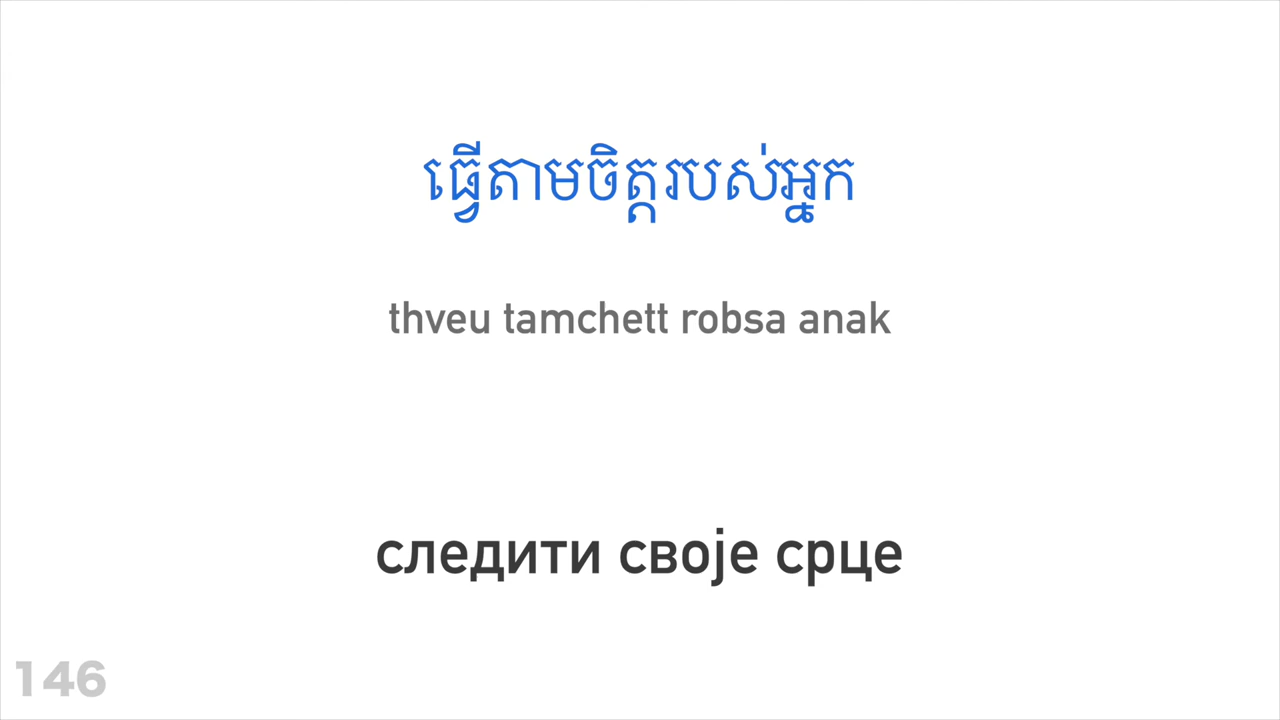 ធ្វើតាមចិត្តរបស់អ្នក
thveu tamchett robsa anak
следити своје срце
146